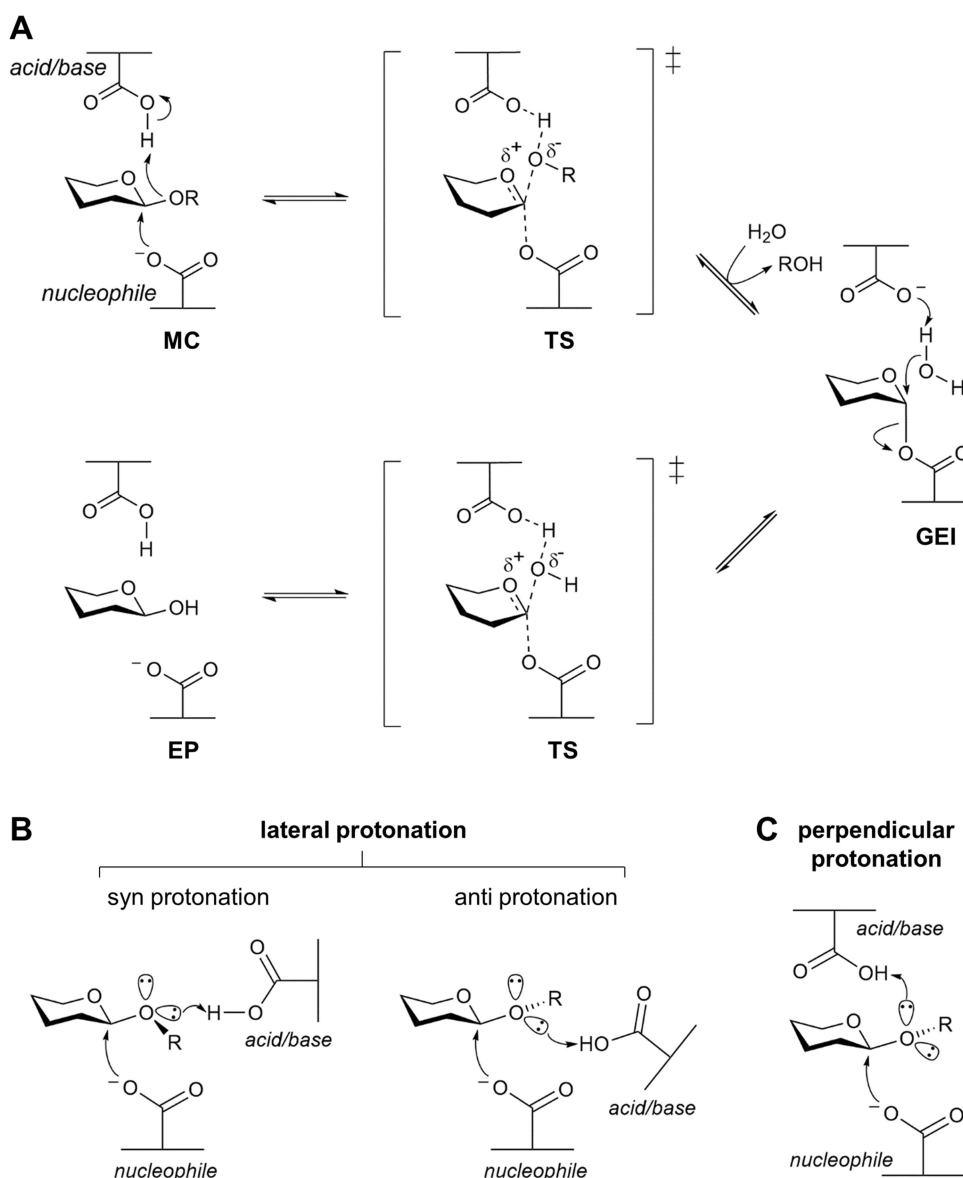 A
acid/base
O
O
H
O
OR
−O
O
nucleophile
MC
‡
O
O
H
δ+
δ−
O
O
R
O
O
TS
H2O
ROH
O
O−
H
O
H
O
O
O
GEI
O
O
H
O
OH
−O
O
EP
‡
O
O
H
δ+
δ−
O
O
H
O
O
TS
B
lateral protonation
syn protonation
anti protonation
O
O
O
H
O
R
acid/base
−O
O
nucleophile
O
O
R
O
HO
acid/base
−O
O
nucleophile
C
perpendicular
protonation
acid/base
O
OH
O
O
R
−O
O
nucleophile